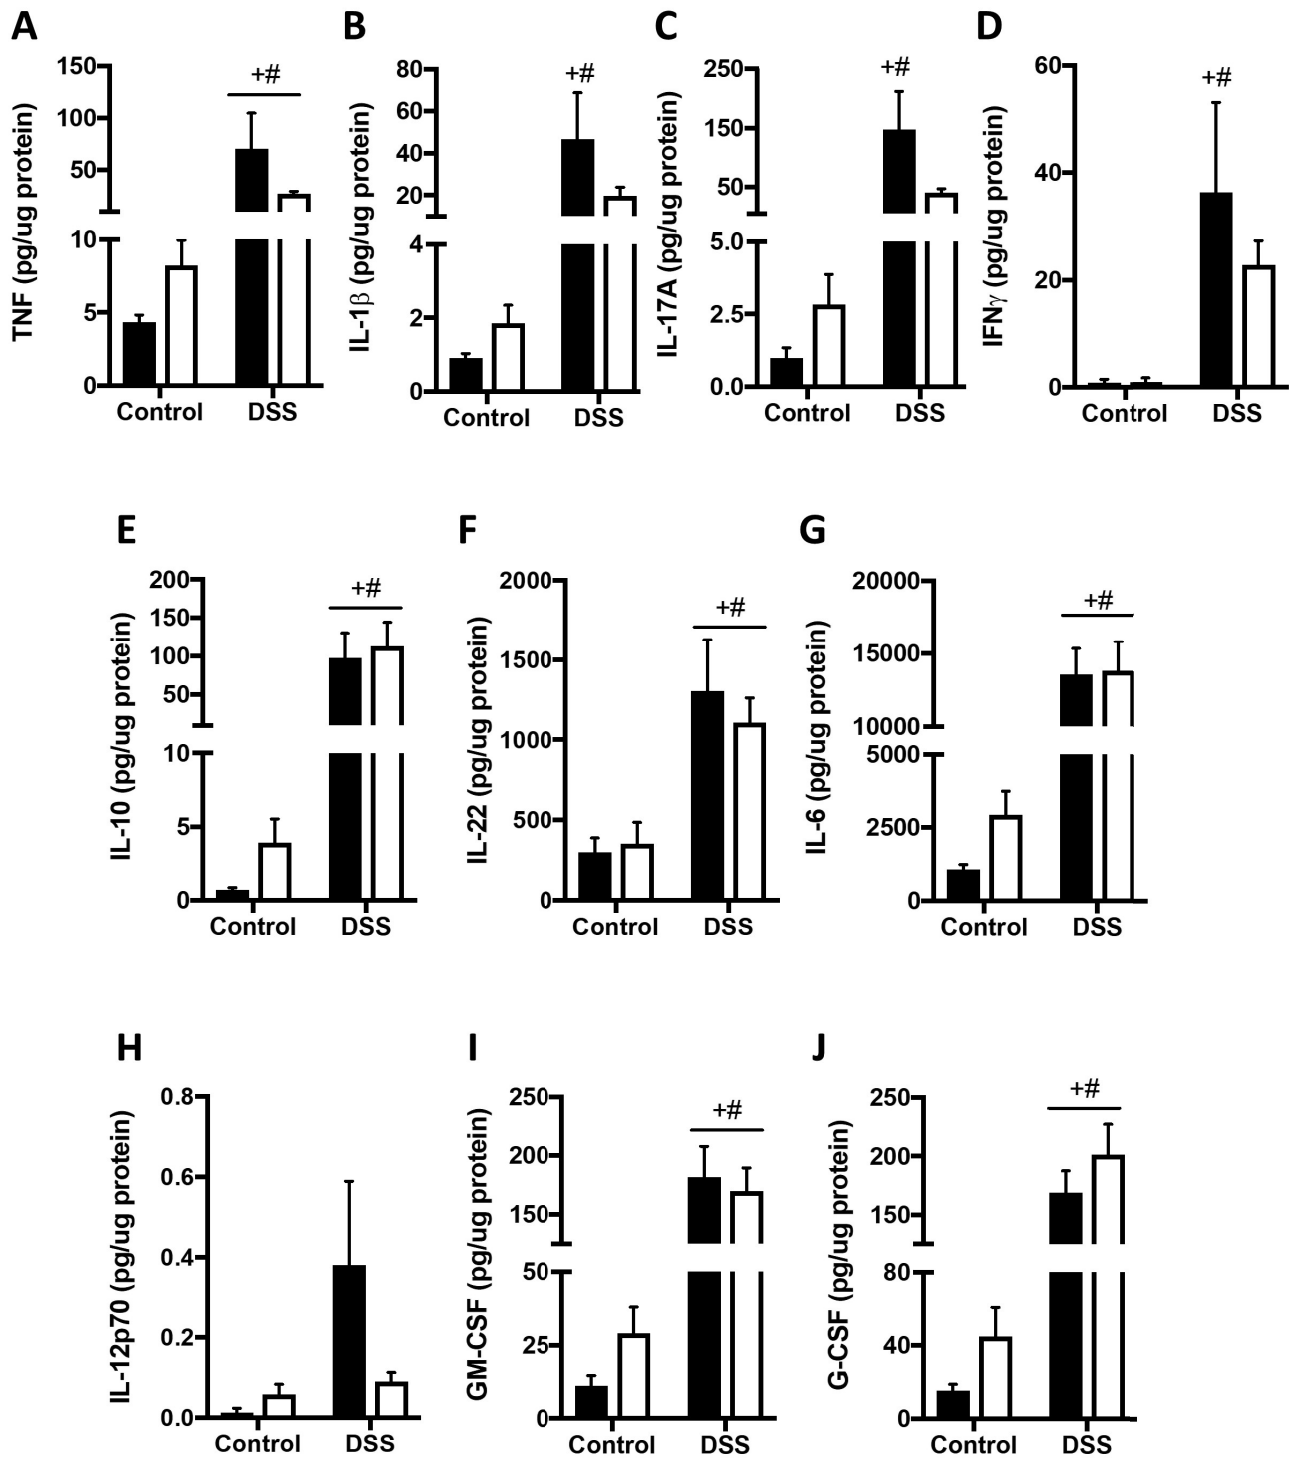 A
B
C
D
TNF (pg/ug protein)
150
100
50
10
5
0
+#
Control
DSS
IL-1β (pg/ug protein)
80
60
40
20
4
2
0
+#
Control
DSS
IL-17A (pg/ug protein)
250
150
50
5.0
2.5
0.0
+#
Control
DSS
IFNγ (pg/ug protein)
60
40
20
0
+#
Control
DSS
E
F
G
IL-10 (pg/ug protein)
200
150
100
50
10
5
0
+#
Control
DSS
IL-22 (pg/ug protein)
2000
1500
1000
500
0
+#
Control
DSS
IL-6 (pg/ug protein)
20000
15000
10000
5000
2500
0
+#
Control
DSS
H
I
J
IL-12p70 (pg/ug protein)
0.8
0.6
0.4
0.2
0.0
Control
DSS
GM-CSF (pg/ug protein)
250
200
150
50
25
0
+#
Control
DSS
G-CSF (pg/ug protein)
250
200
150
80
40
0
+#
Control
DSS